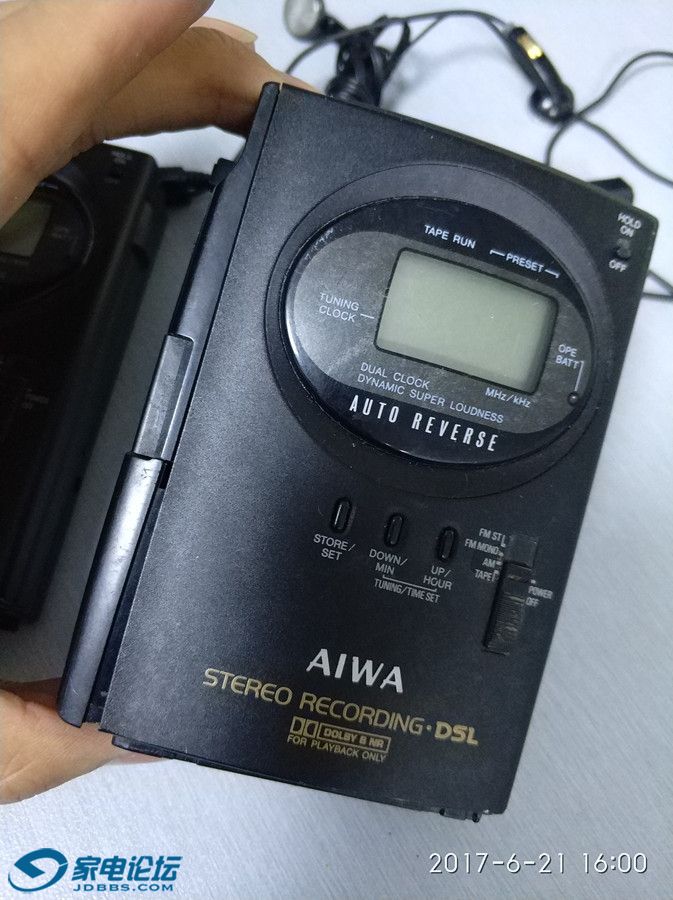 HOLD
ON
OFF
TAPE RUN
PRESET
TUNING
CLOCK
OPE
BATT
DUAL CLOCK
DYNAMIC SUPER LOUDNESS
MHz/kHz
AUTO REVERSE
STORE/
SET
DOWN/
MIN
UP/
HOUR
TUNING/TIME SET
FM ST
FM MONO
AM
TAPE
POWER
OFF
AIWA
STEREO RECORDING·DSL
DOLBY B NR
FOR PLAYBACK ONLY
家电论坛
JDBBS.COM
2017-6-21 16:00